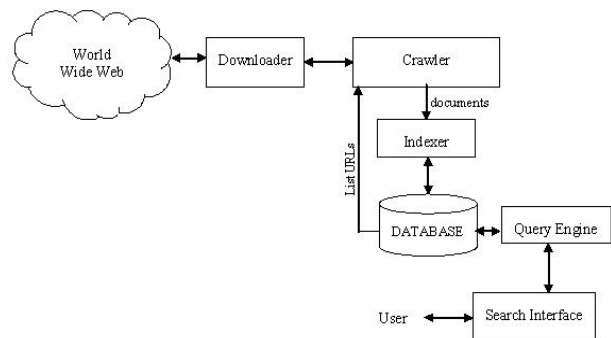 World
Wide Web
Downloader
Crawler
documents
Indexer
List URLs
DATABASE
Query Engine
User
Search Interface